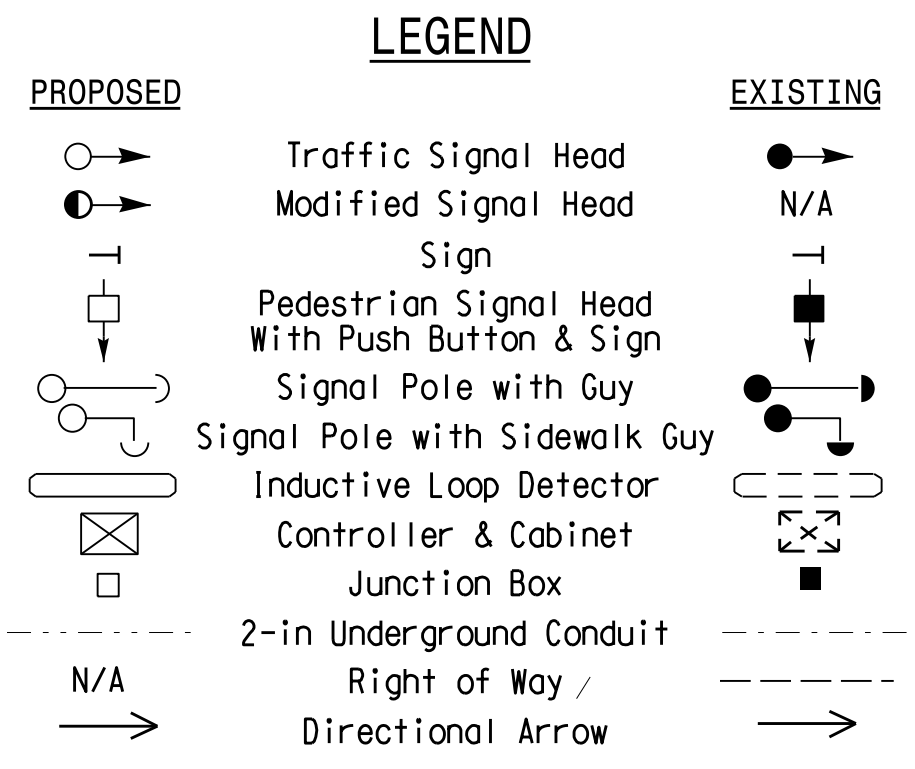 LEGEND
PROPOSED EXISTING
Traffic Signal Head
Modified Signal Head N/A
Sign
Pedestrian Signal Head
With Push Button & Sign
Signal Pole with Guy
Signal Pole with Sidewalk Guy
Inductive Loop Detector
Controller & Cabinet
Junction Box
2-in Underground Conduit
N/A Right of Way /
Directional Arrow